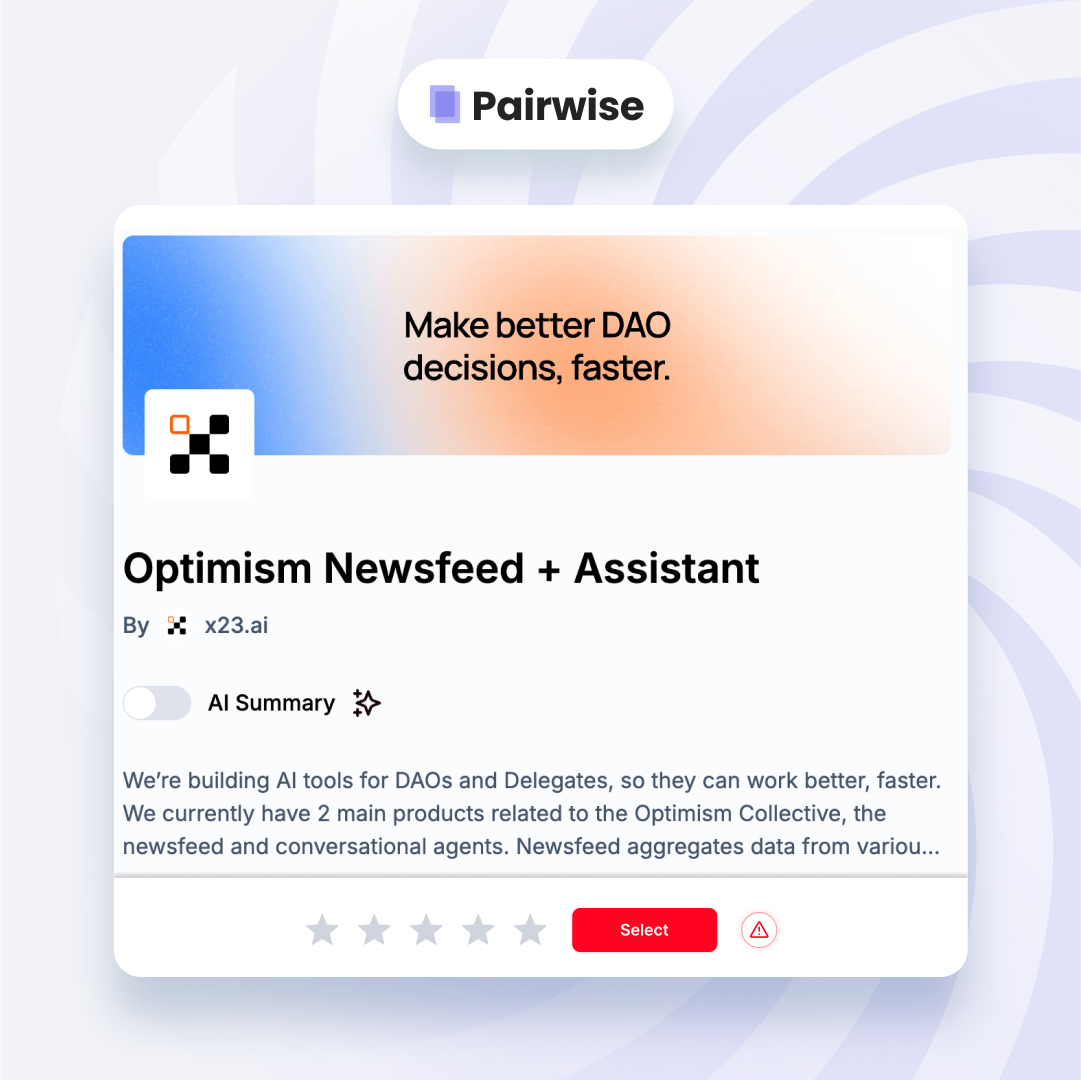 Pairwise
Make better DAO
decisions, faster.
Optimism Newsfeed + Assistant
By x23.ai
AI Summary
We’re building AI tools for DAOs and Delegates, so they can work better, faster.
We currently have 2 main products related to the Optimism Collective, the
newsfeed and conversational agents. Newsfeed aggregates data from variou...
Select